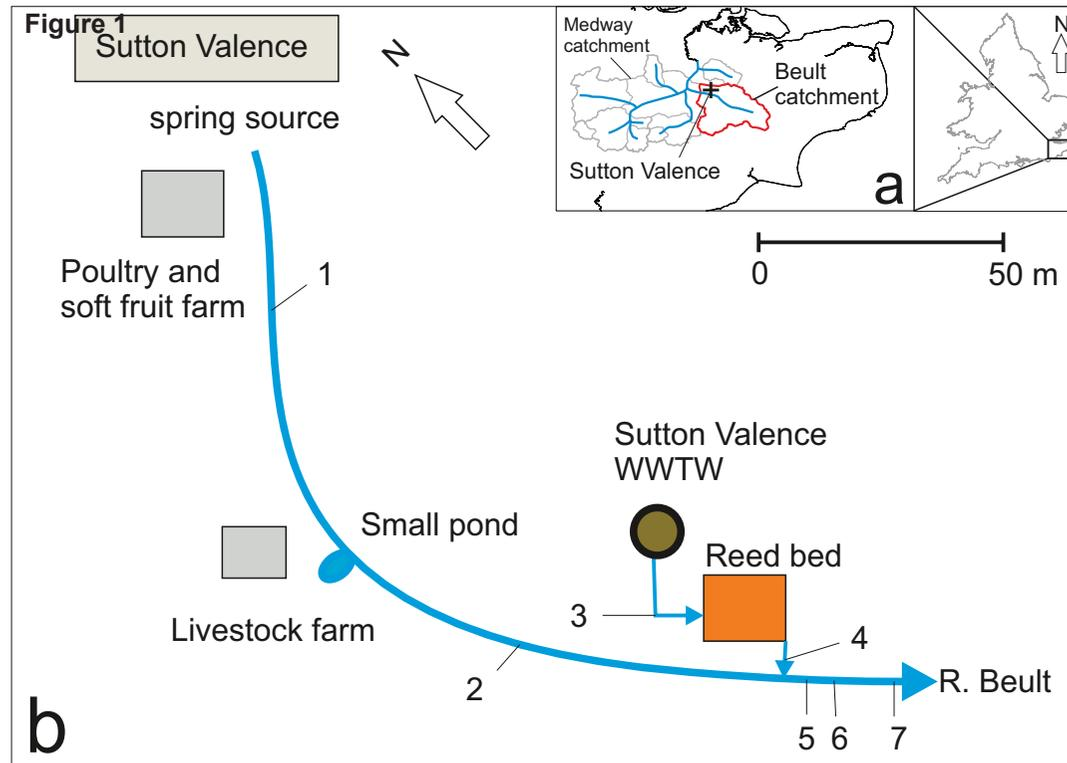 Figure 1
Sutton Valence
N
spring source
Poultry and
soft fruit farm
1
Small pond
Livestock farm
2
Sutton Valence
WWTW
Reed bed
3
4
R. Beult
5 6 7
b
Medway
catchment
Beult
catchment
Sutton Valence
a
N
0 50 m